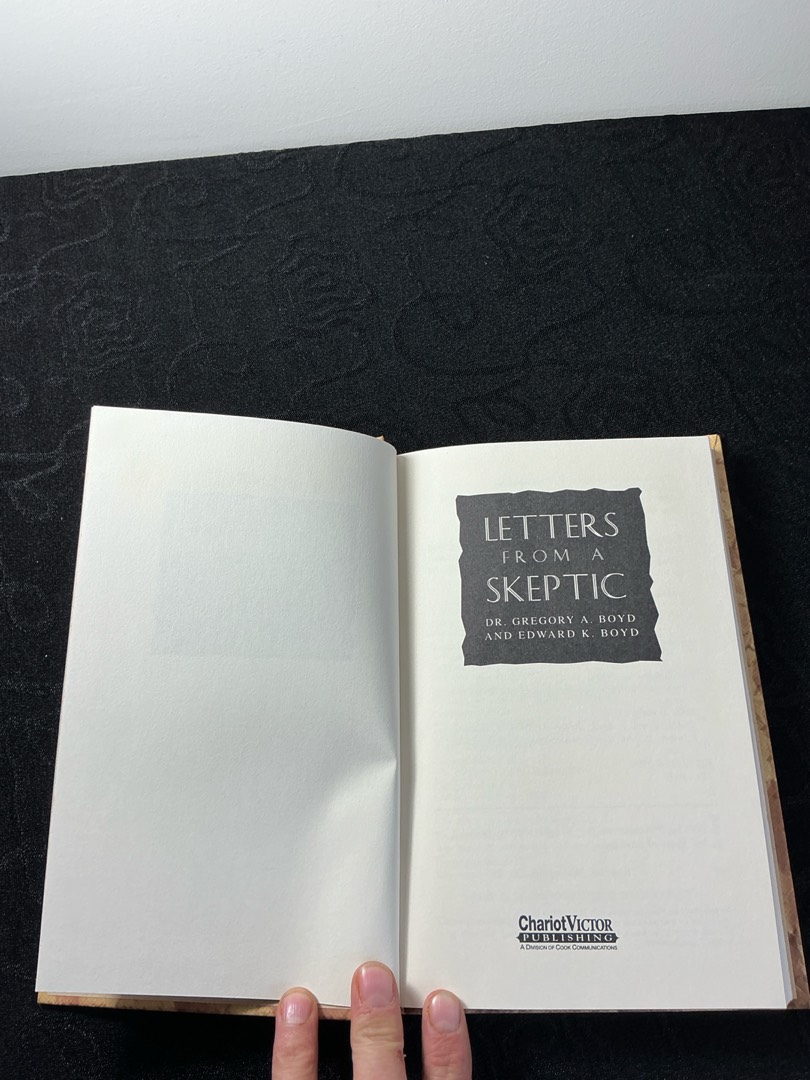 LETTERS
FROM A
SKEPTIC
DR. GREGORY A. BOYD
AND EDWARD K. BOYD
ChariotVICTOR
PUBLISHING
A DIVISION OF COOK COMMUNICATIONS